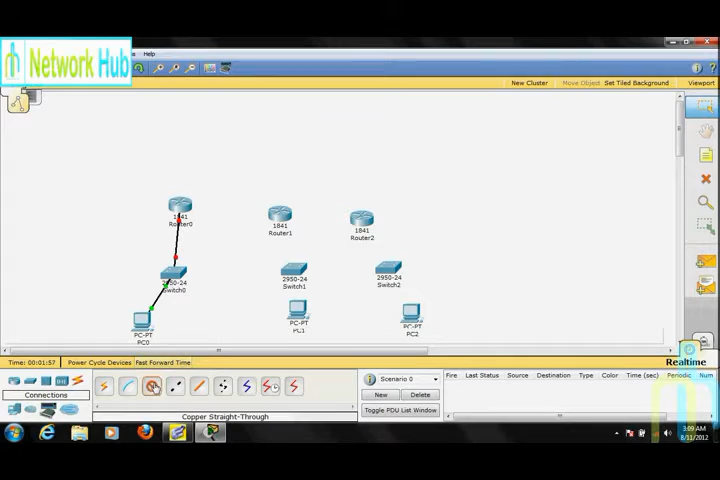 Network Hub
Help
New Cluster
Move Object
Set Tiled Background
Viewport
1841
Router0
1841
Router1
1841
Router2
2950-24
Switch0
2950-24
Switch1
2950-24
Switch2
PC-PT
PC0
PC-PT
PC1
PC-PT
PC2
Time: 00:01:57
Power Cycle Devices
Fast Forward Time
Realtime
Connections
Copper Straight-Through
Scenario 0
New
Delete
Toggle PDU List Window
Fire
Last Status
Source
Destination
Type
Color
Time (sec)
Periodic
Num
3:09 AM
8/11/2012